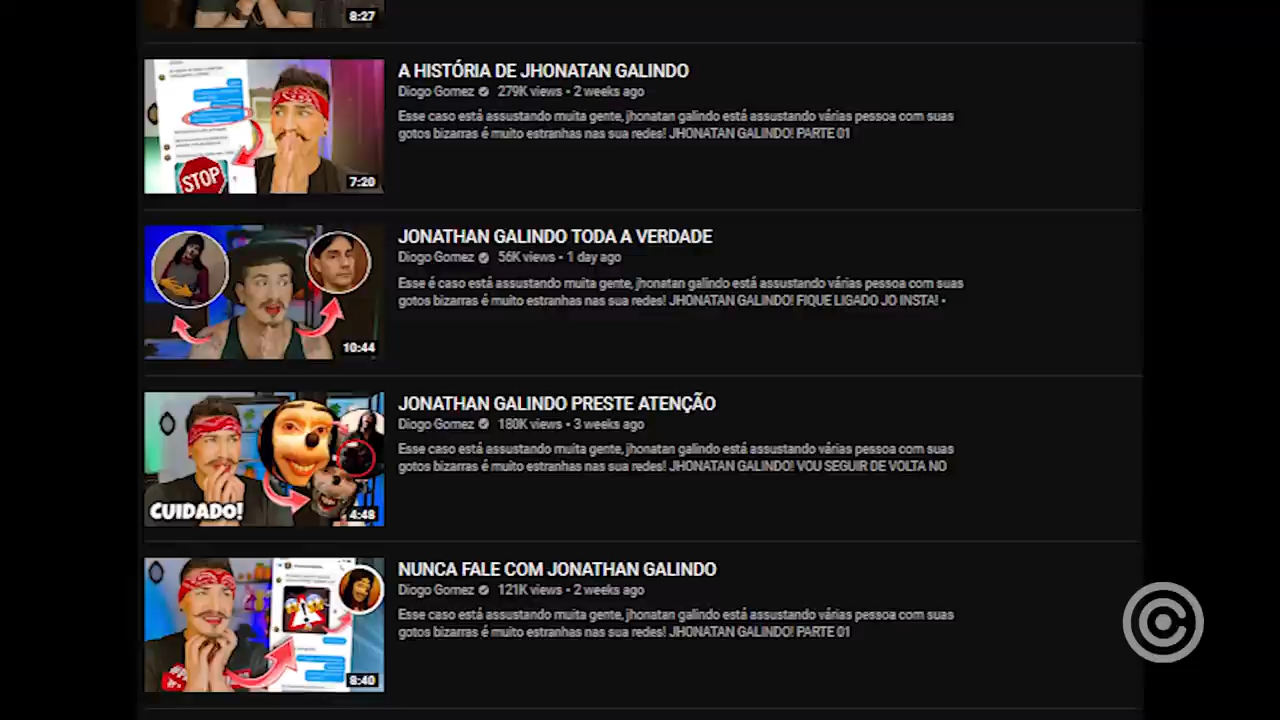 8:27
A HISTÓRIA DE JHONATAN GALINDO
Diogo Gomez 279K views • 2 weeks ago
Esse caso está assustando muita gente, jhonatan galindo está assustando várias pessoa com suas
gotos bizarras é muito estranhas nas sua redes! JHONATAN GALINDO! PARTE 01
STOP
7:20
JONATHAN GALINDO TODA A VERDADE
Diogo Gomez 56K views • 1 day ago
Esse é caso está assustando muita gente, jhonatan galindo está assustando várias pessoa com suas
gotos bizarras é muito estranhas nas sua redes! JHONATAN GALINDO! FIQUE LIGADO JO INSTA! •
10:44
JONATHAN GALINDO PRESTE ATENÇÃO
Diogo Gomez 180K views • 3 weeks ago
Esse caso está assustando muita gente, jhonatan galindo está assustando várias pessoa com suas
gotos bizarras é muito estranhas nas sua redes! JHONATAN GALINDO! VOU SEGUIR DE VOLTA NO
CUIDADO!
4:48
NUNCA FALE COM JONATHAN GALINDO
Diogo Gomez 121K views • 2 weeks ago
Esse caso está assustando muita gente, jhonatan galindo está assustando várias pessoa com suas
gotos bizarras é muito estranhas nas sua redes! JHONATAN GALINDO! PARTE 01
8:40